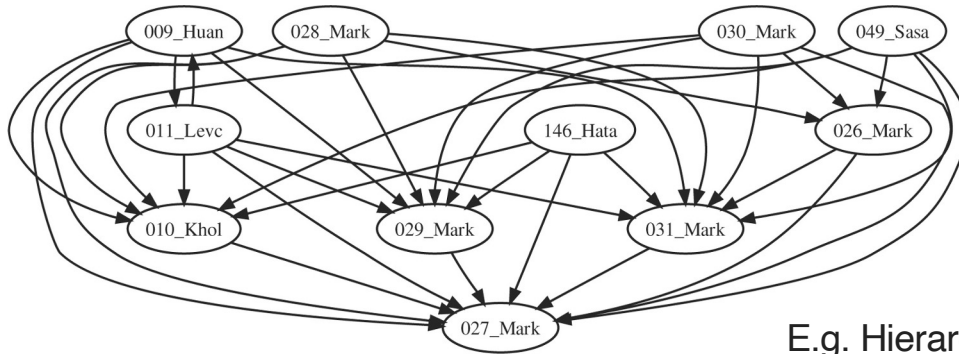 009_Huan 028_Mark 030_Mark 049_Sasa
011_Levc 146_Hata 026_Mark
010_Khol 029_Mark 031_Mark
027_Mark
E.g. Hierar